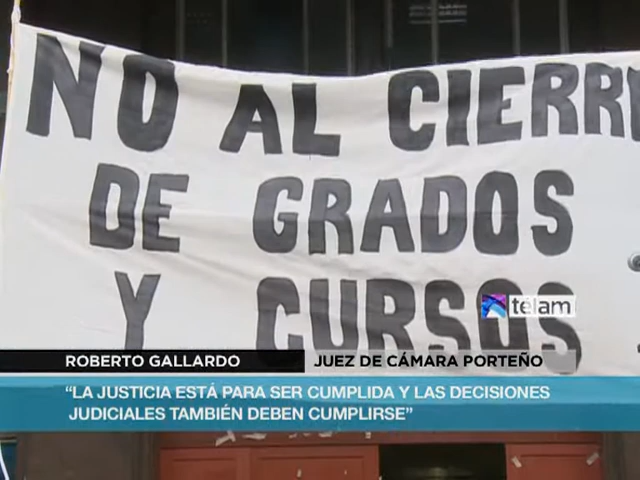 NO AL CIERR
DE GRADOS
Y CURSOS
télam
ROBERTO GALLARDO JUEZ DE CÁMARA PORTEÑO
“LA JUSTICIA ESTÁ PARA SER CUMPLIDA Y LAS DECISIONES
JUDICIALES TAMBIÉN DEBEN CUMPLIRSE”